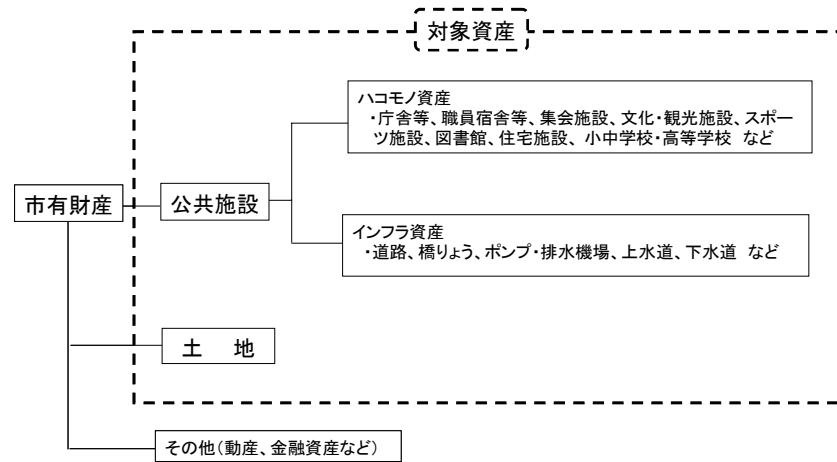 対象資産
ハコモノ資産
・庁舎等、職員宿舎等、集会施設、文化・観光施設、スポー
ツ施設、図書館、住宅施設、小中学校・高等学校 など
市有財産
公共施設
インフラ資産
・道路、橋りょう、ポンプ・排水機場、上水道、下水道 など
土 地
その他(動産、金融資産など)